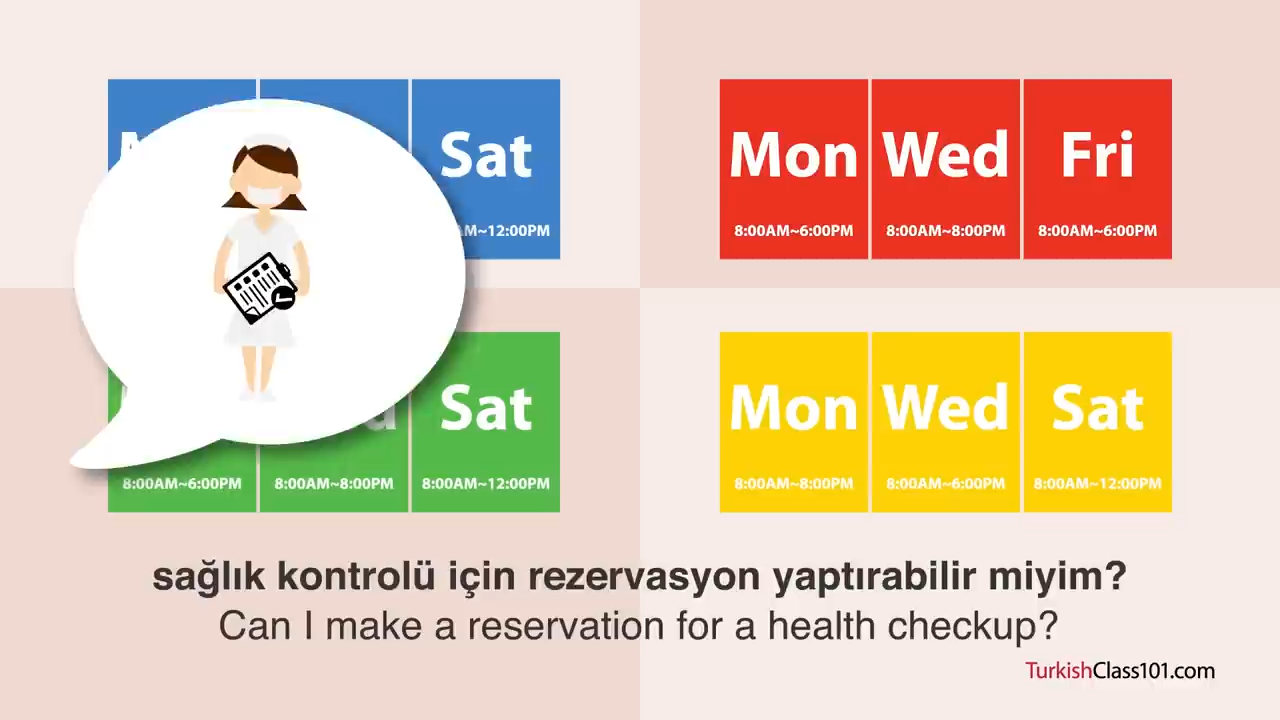 Sat
M~12:00PM
Mon Wed Fri
8:00AM~6:00PM 8:00AM~8:00PM 8:00AM~6:00PM
Sat
8:00AM~6:00PM 8:00AM~8:00PM 8:00AM~12:00PM
Mon Wed Sat
8:00AM~8:00PM 8:00AM~6:00PM 8:00AM~12:00PM
sağlık kontrolü için rezervasyon yaptırabilir miyim?
Can I make a reservation for a health checkup?
TurkishClass101.com